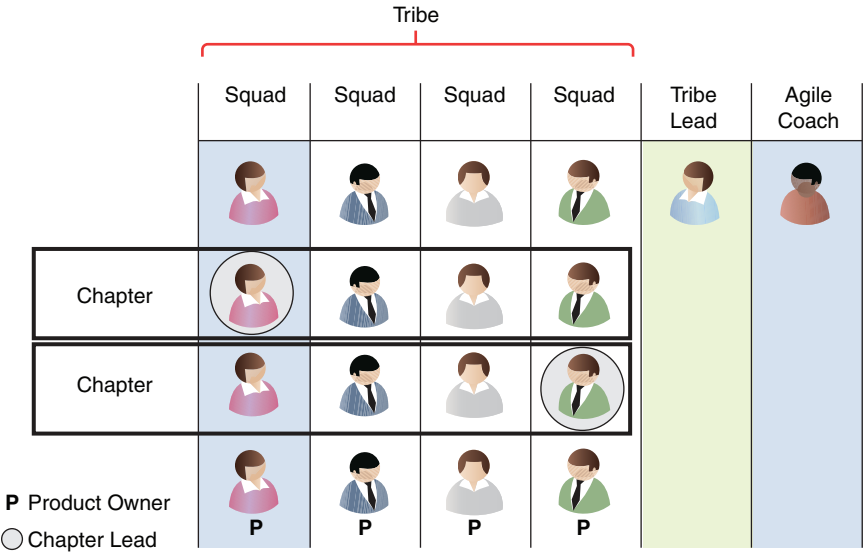 Tribe
Squad
Squad
Squad
Squad
Tribe
Lead
Agile
Coach
Chapter
Chapter
P Product Owner
Chapter Lead
P
P
P
P